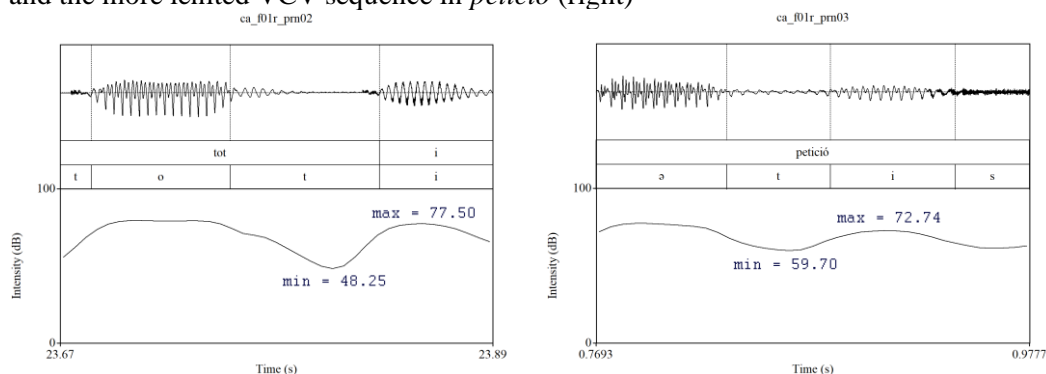 and the more lenited VCV sequence in petició (right)
ca_f01r_prn02
tot i
t o t i
100
max = 77.50
min = 48.25
Intensity (dB)
0
23.67 23.89
Time (s)
ca_f01r_prn03
petició
ə t i s
100
max = 72.74
min = 59.70
Intensity (dB)
0
0.7693 0.9777
Time (s)